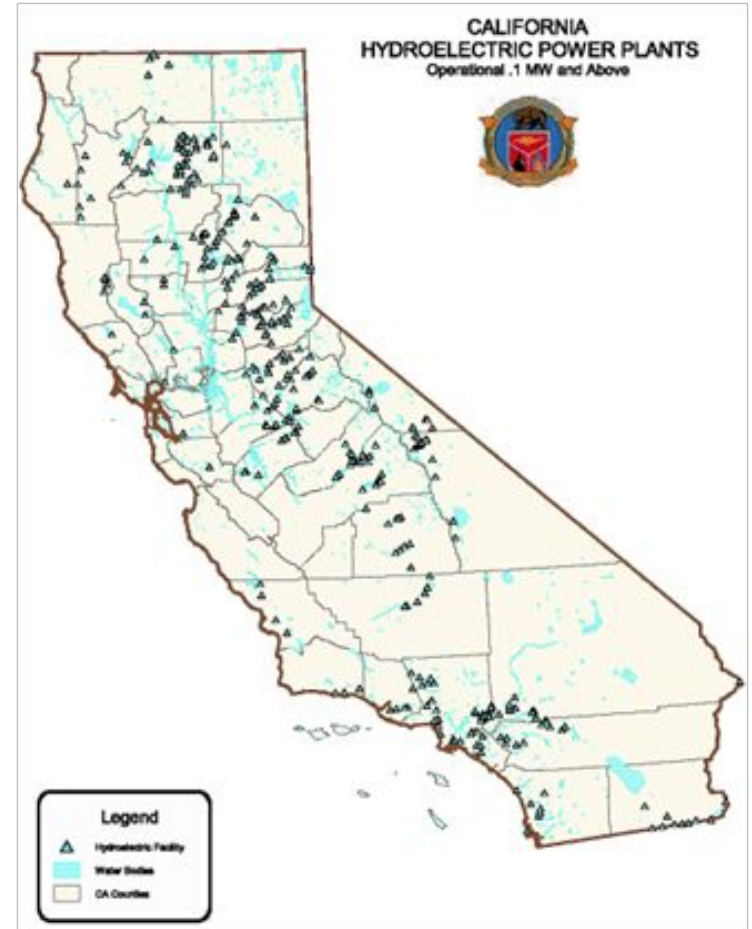 CALIFORNIA
HYDROELECTRIC POWER PLANTS
Operational .1 MW and Above
Legend
Hydroelectric Facility
Water Bodies
CA Counties